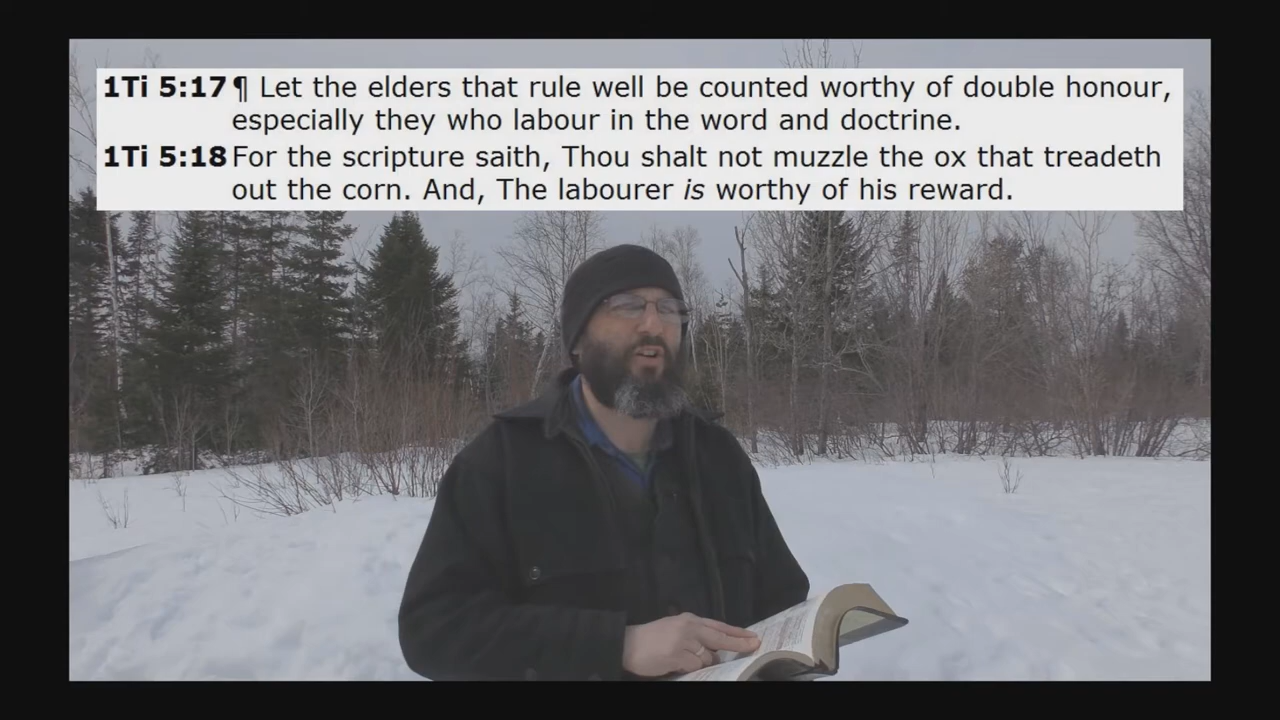 1Ti 5:17 ¶ Let the elders that rule well be counted worthy of double honour,
especially they who labour in the word and doctrine.
1Ti 5:18 For the scripture saith, Thou shalt not muzzle the ox that treadeth
out the corn. And, The labourer is worthy of his reward.